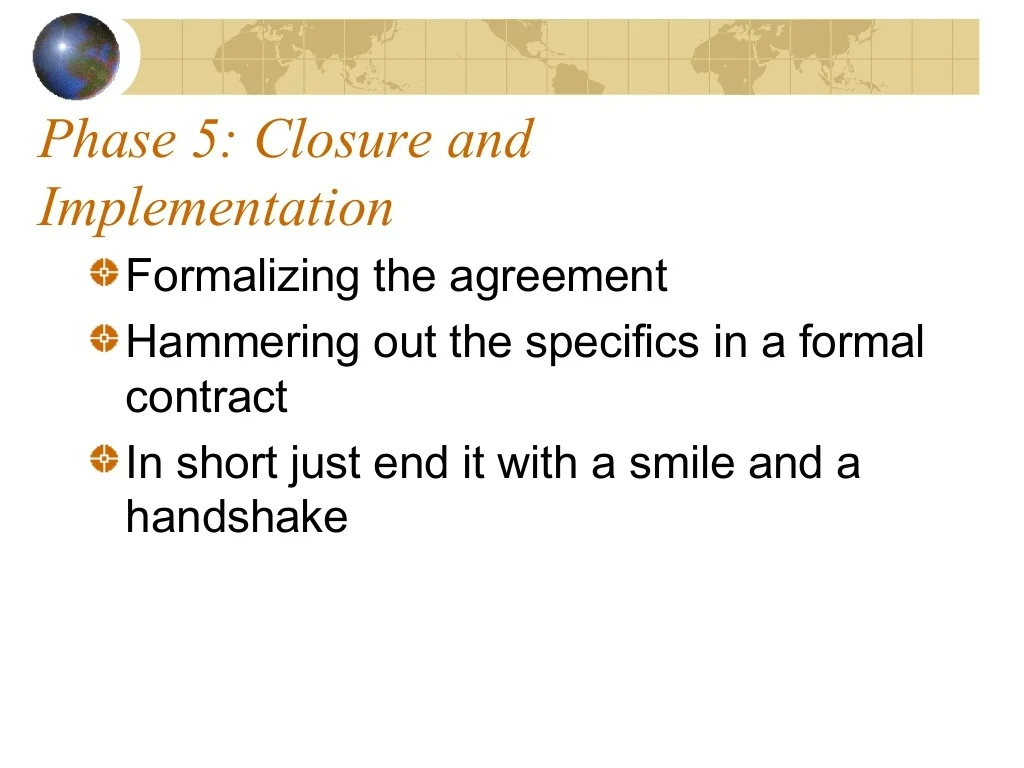 Phase 5: Closure and
Implementation
Formalizing the agreement
Hammering out the specifics in a formal
contract
In short just end it with a smile and a
handshake